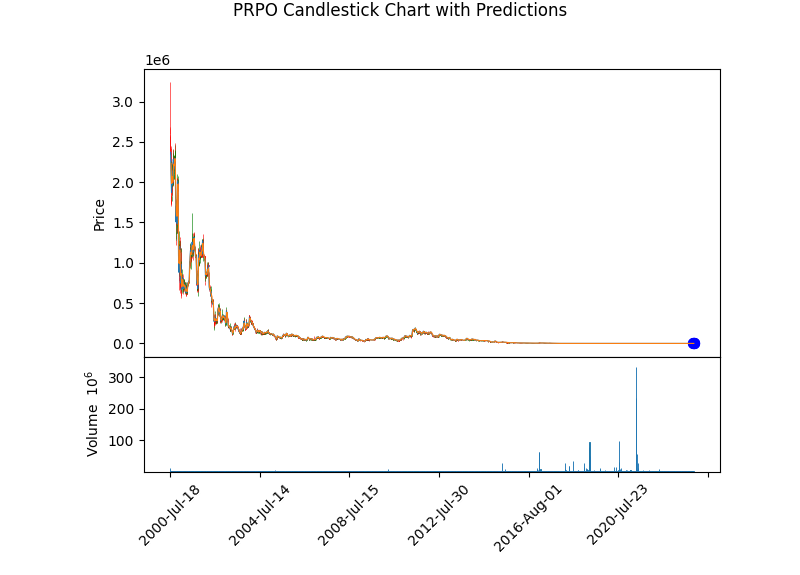 PRPO Candlestick Chart with Predictions
1e6
3.0
2.5
2.0
1.5
1.0
0.5
0.0
Price
300
200
100
Volume 10^6
2000-Jul-18
2004-Jul-14
2008-Jul-15
2012-Jul-30
2016-Aug-01
2020-Jul-23